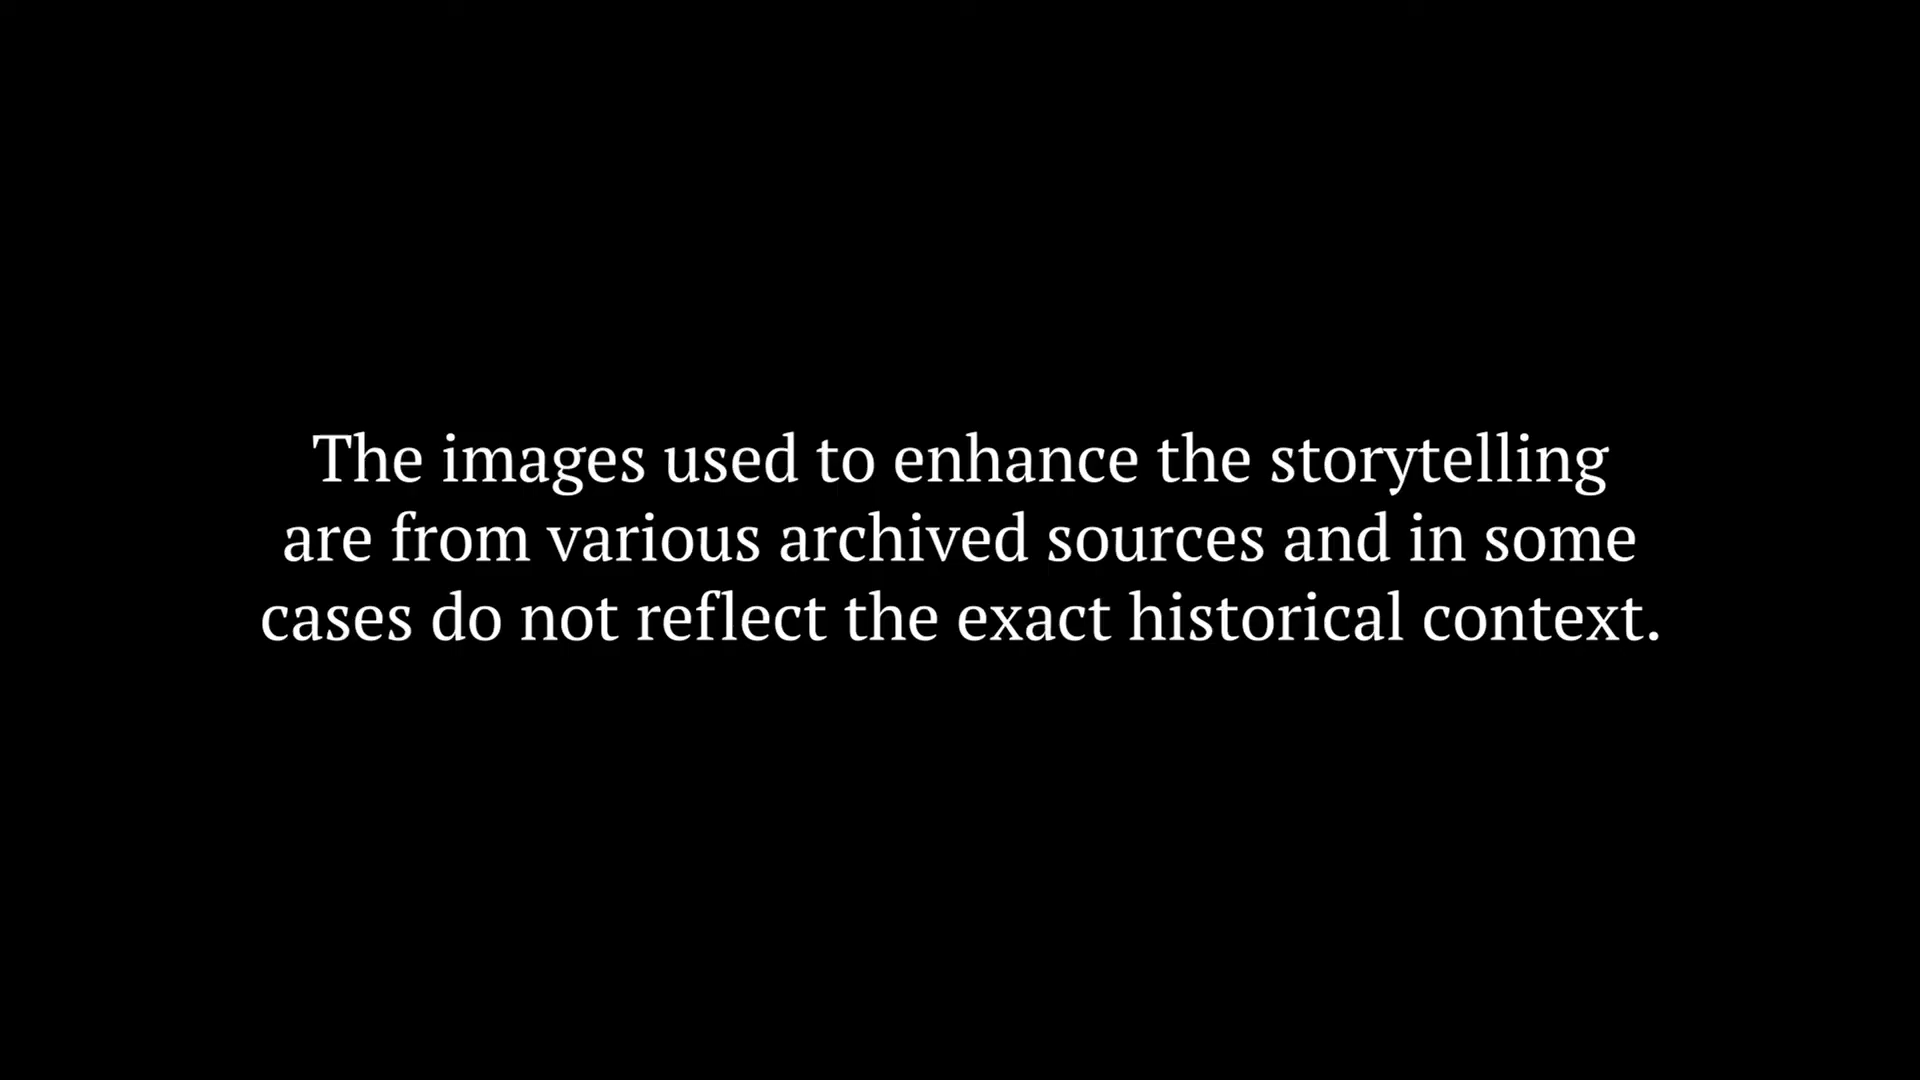 The images used to enhance the storytelling
are from various archived sources and in some
cases do not reflect the exact historical context.